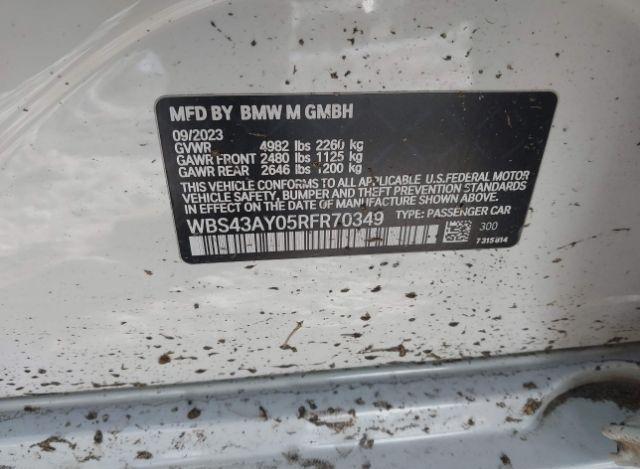 MFD BY BMW M GMBH
09/2023
GVWR 4982 lbs 2260 kg
GAWR FRONT 2480 lbs 1125 kg
GAWR REAR 2646 lbs 1200 kg
THIS VEHICLE CONFORMS TO ALL APPLICABLE U.S.FEDERAL MOTOR
VEHICLE SAFETY, BUMPER, AND THEFT PREVENTION STANDARDS
IN EFFECT ON THE DATE OF MANUFACTURE SHOWN ABOVE.
WBS43AY05RFR70349 TYPE: PASSENGER CAR
300